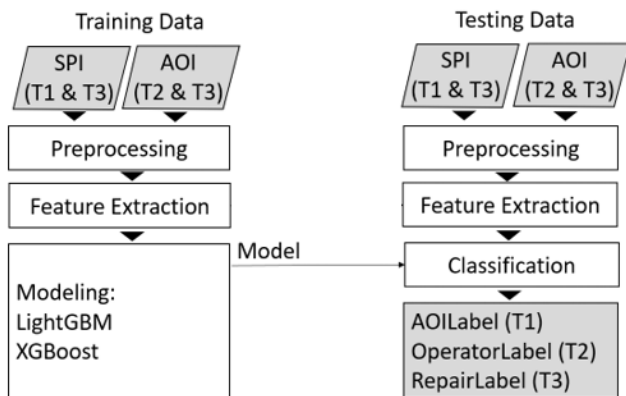 Training Data
SPI
(T1 & T3)
AOI
(T2 & T3)
Preprocessing
Feature Extraction
Modeling:
LightGBM
XGBoost
Model
Testing Data
SPI
(T1 & T3)
AOI
(T2 & T3)
Preprocessing
Feature Extraction
Classification
AOILabel (T1)
OperatorLabel (T2)
RepairLabel (T3)